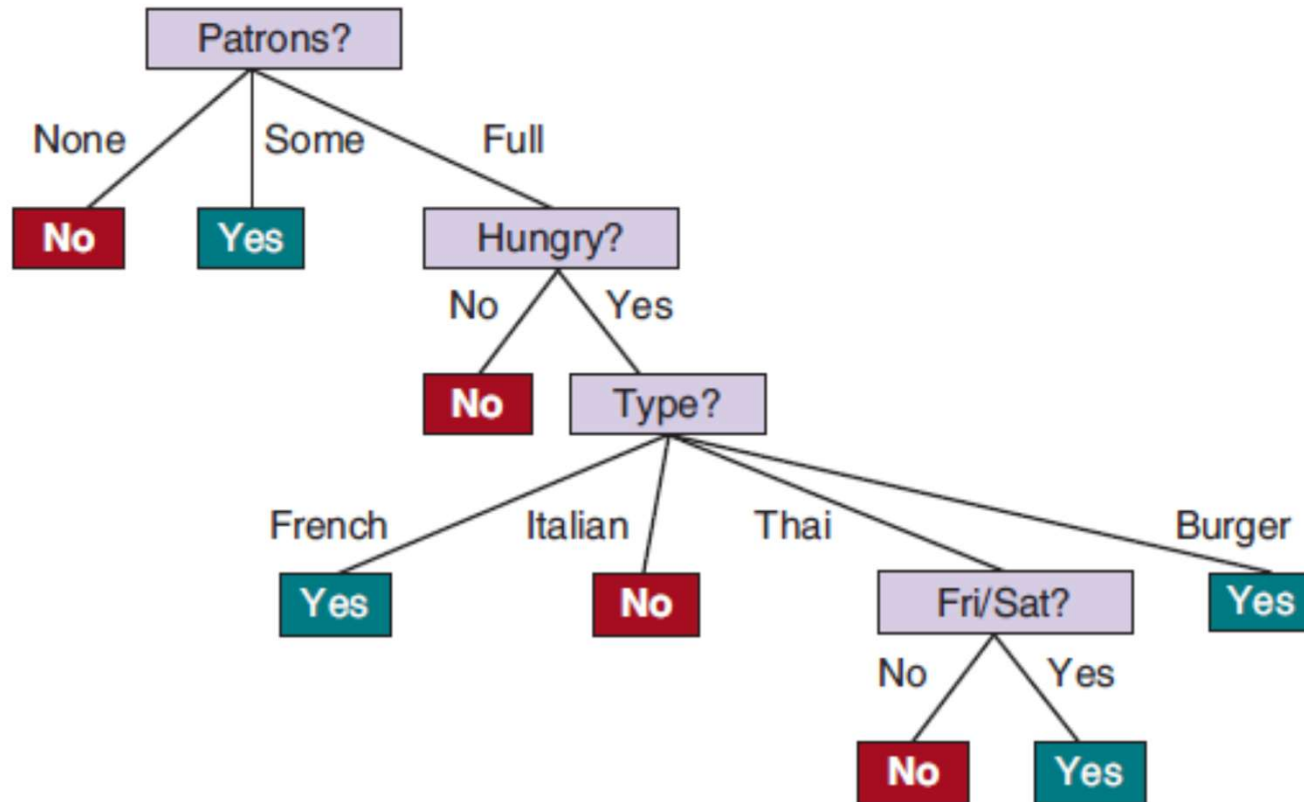 Patrons?
None Some Full
No Yes Hungry?
No Yes
No Type?
French Italian Thai Burger
Yes No Fri/Sat? Yes
No Yes
No Yes